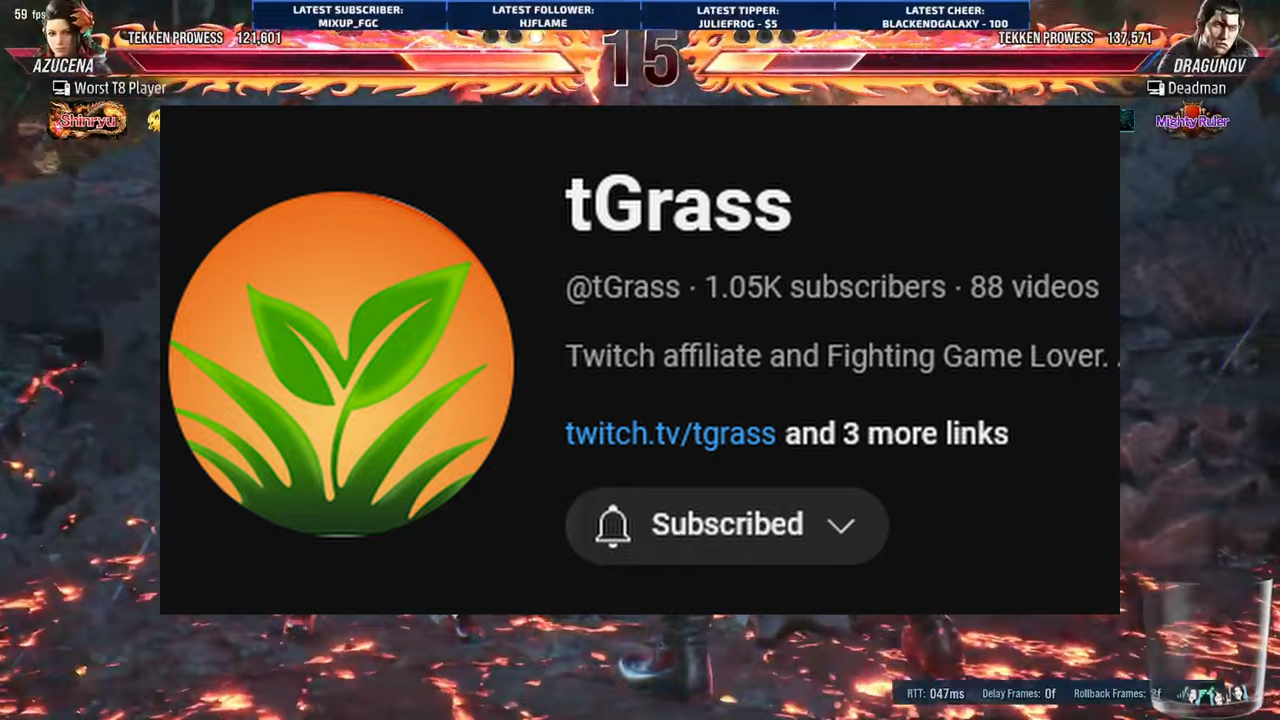 59 fps
LATEST SUBSCRIBER:
MIXUP_FGC
LATEST FOLLOWER:
HJFLAME
LATEST TIPPER:
JULIEFROG - $5
LATEST CHEER:
BLACKENDGALAXY - 100
TEKKEN PROWESS 121,601
15
TEKKEN PROWESS 137,571
AZUCENA
DRAGUNOV
Worst T8 Player
Deadman
Shinryu
Mighty Ruler
tGrass
@tGrass · 1.05K subscribers · 88 videos
Twitch affiliate and Fighting Game Lover. .
twitch.tv/tgrass and 3 more links
Subscribed
RTT: 047ms Delay Frames: 0f Rollback Frames: